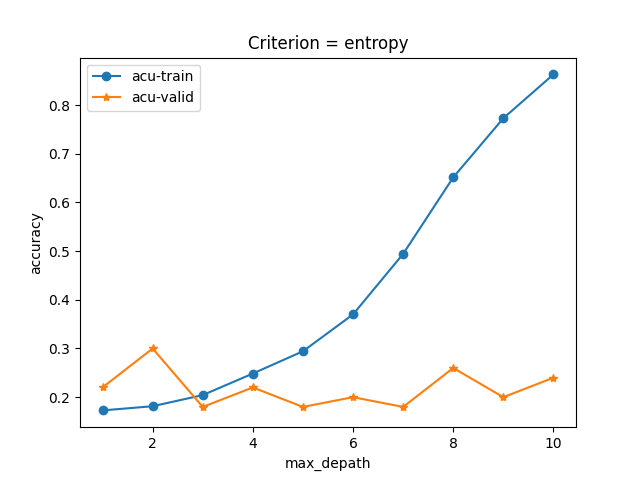 Criterion = entropy
acu-train
acu-valid
0.8
0.7
0.6
0.5
0.4
0.3
0.2
accuracy
2
4
6
8
10
max_depath